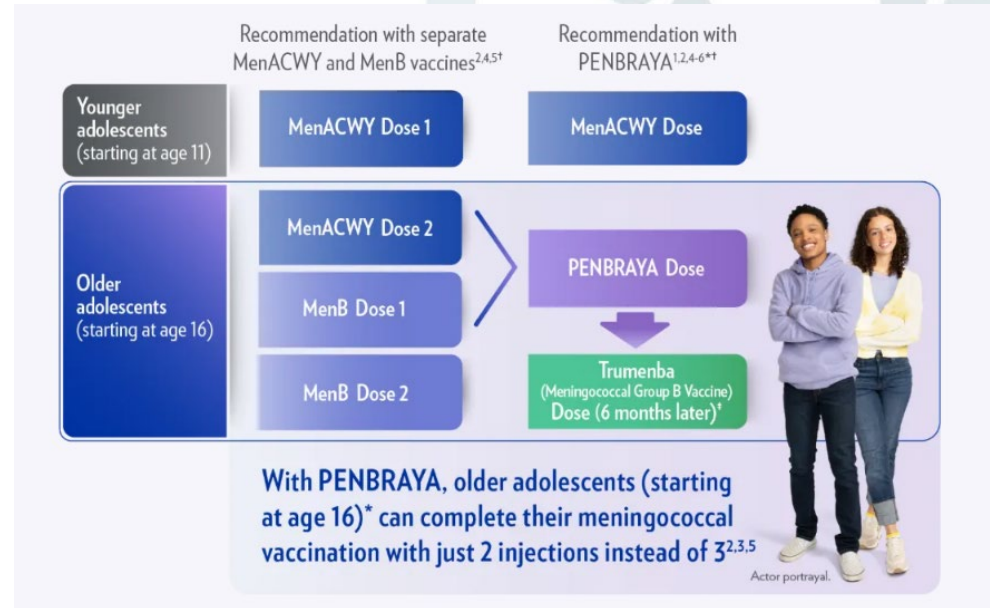 Recommendation with separate
MenACWY and MenB vaccines2,4,5†
Recommendation with
PENBRAYA1,2,4-6*†
Younger
adolescents
(starting at age 11)
MenACWY Dose 1
MenACWY Dose
Older
adolescents
(starting at age 16)
MenACWY Dose 2
MenB Dose 1
MenB Dose 2
PENBRAYA Dose
Trumenba
(Meningococcal Group B Vaccine)
Dose (6 months later)‡
With PENBRAYA, older adolescents (starting
at age 16)* can complete their meningococcal
vaccination with just 2 injections instead of 32,3,5
Actor portrayal.